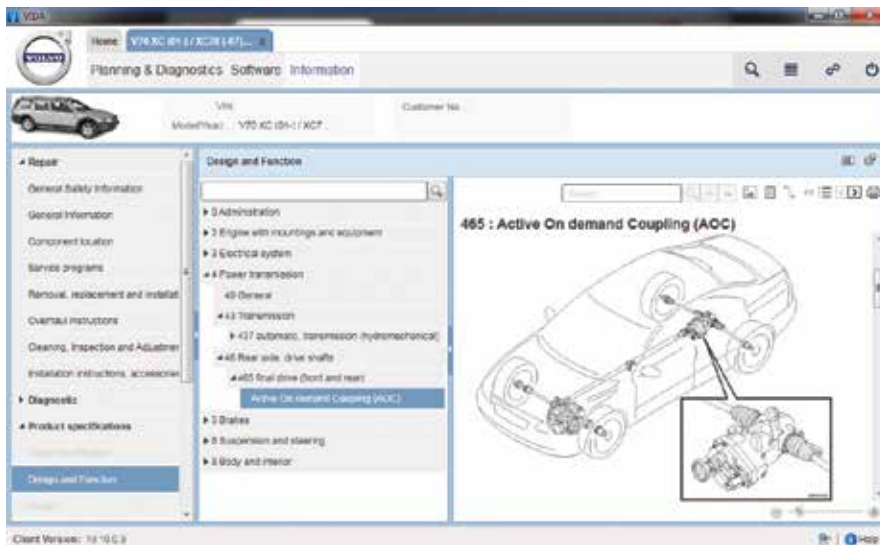 VIDA
Home V70 XC (01-) / XC70 (-07)...
VOLVO
Planning & Diagnostics Software Information
VIN
Customer No
Model/Year: V70 XC (01-) / XC7
Repair
General Safety Information
General Information
Component location
Service programs
Removal, replacement and installat
Overhaul instructions
Cleaning, Inspection and Adjustmen
Installation instructions, accessories
Diagnostic
Product specifications
Design and Function
Design and Function
0 Administration
2 Engine with mountings and equipment
3 Electrical system
4 Power transmission
40 General
43 Transmission
437 automatic, transmission (hydromechanical)
46 Rear axle, drive shafts
465 final drive (front and rear)
Active On demand Coupling (AOC)
5 Brakes
6 Suspension and steering
8 Body and interior
Search
465 : Active On demand Coupling (AOC)
Client Version:
Help